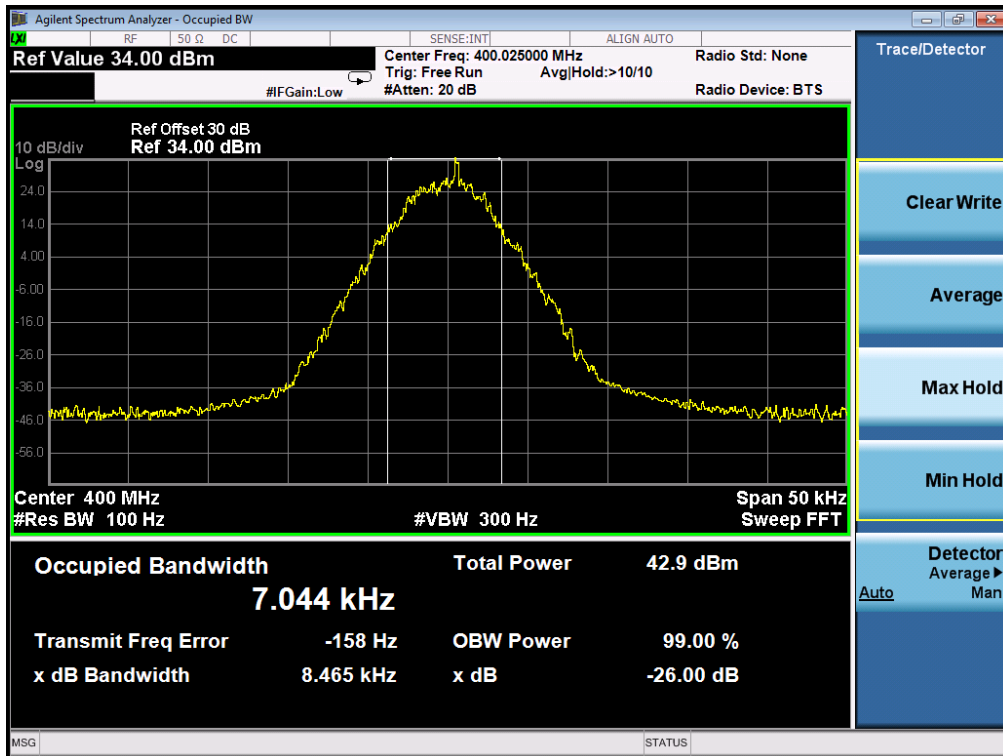 Agilent Spectrum Analyzer - Occupied BW
LXI RF 50 Ω DC SENSE:INT ALIGN AUTO
Ref Value 34.00 dBm
Center Freq: 400.025000 MHz Radio Std: None
Trig: Free Run Avg|Hold:>10/10
#IFGain:Low #Atten: 20 dB Radio Device: BTS
Ref Offset 30 dB
10 dB/div Ref 34.00 dBm
Log
24.0
14.0
4.00
-6.00
-16.0
-26.0
-36.0
-46.0
-56.0
Center 400 MHz Span 50 kHz
#Res BW 100 Hz #VBW 300 Hz Sweep FFT
Occupied Bandwidth Total Power 42.9 dBm
7.044 kHz
Transmit Freq Error -158 Hz OBW Power 99.00 %
x dB Bandwidth 8.465 kHz x dB -26.00 dB
MSG STATUS
Trace/Detector
Clear Write
Average
Max Hold
Min Hold
Detector
Average
Auto Man